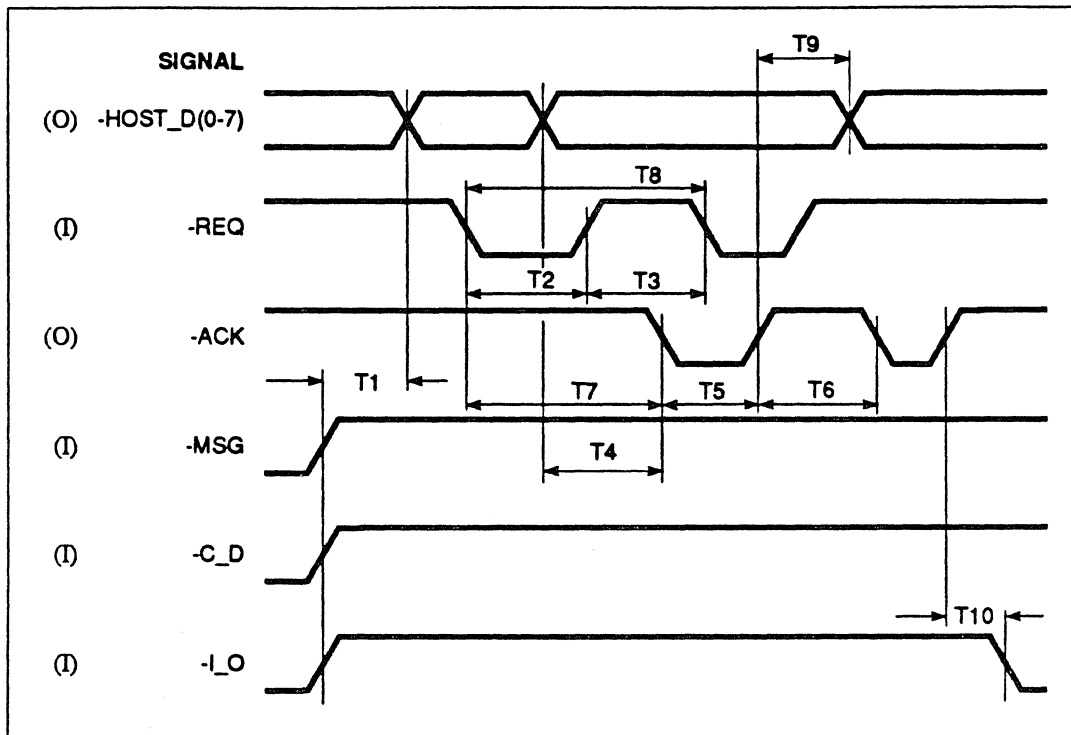 SIGNAL
T9
(O) -HOST_D(0-7)
T8
(I) -REQ
T2 T3
(O) -ACK
T1 T7 T5 T6
(I) -MSG
T4
(I) -C_D
T10
(I) -I_O